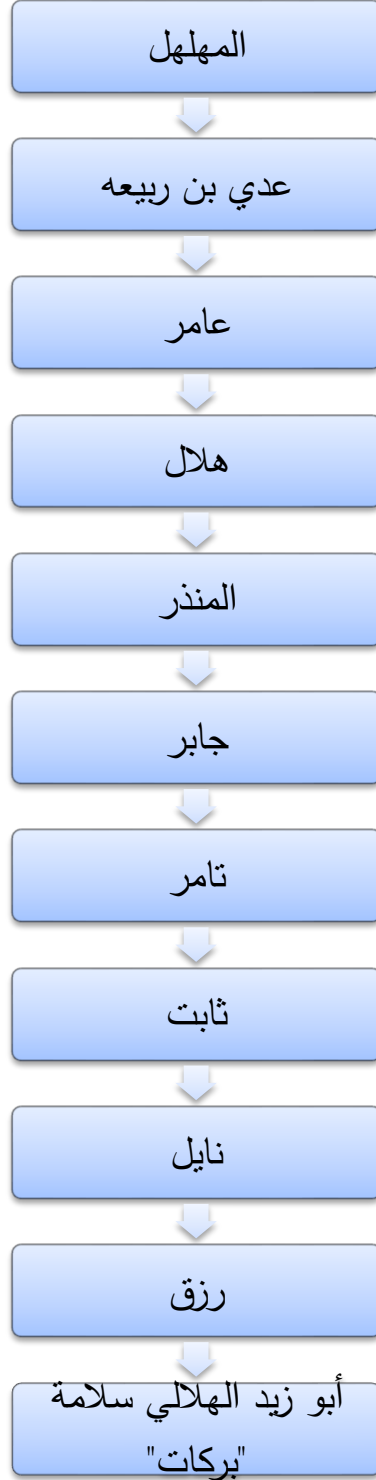 المهلهل
عدي بن ربيعه
عامر
هلال
المنذر
جابر
تامر
ثابت
نايل
رزق
أبو زيد الهلالي سلامة
"بركات"